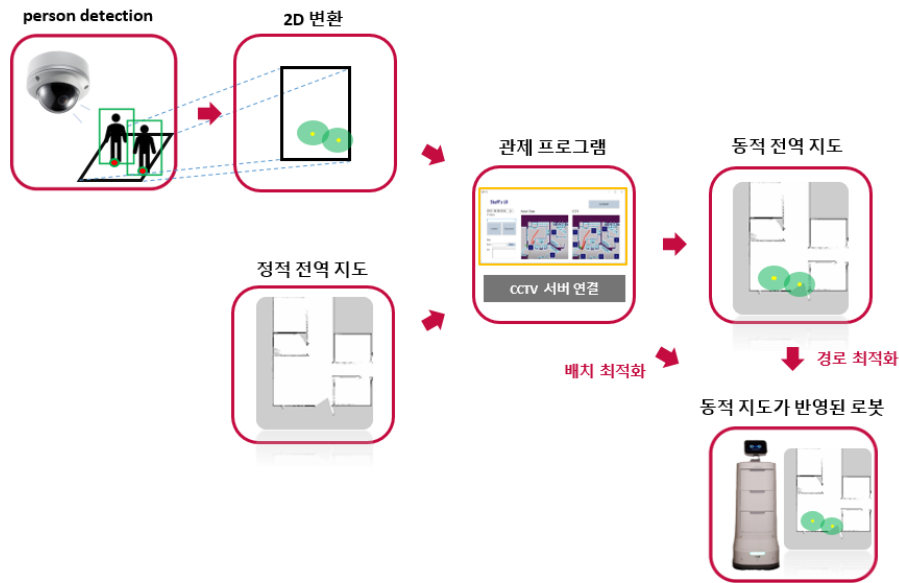 person detection
2D 변환
관제 프로그램
동적 전역 지도
Staff's UI
정적 전역 지도
CCTV 서버 연결
배치 최적화
경로 최적화
동적 지도가 반영된 로봇